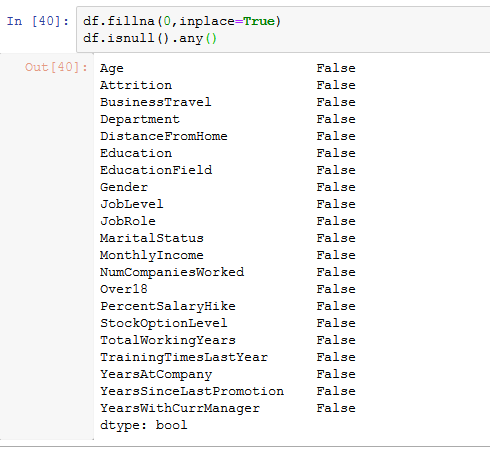 In [40]: df.fillna(0,inplace=True)
df.isnull().any()
Out[40]: Age False
Attrition False
BusinessTravel False
Department False
DistanceFromHome False
Education False
EducationField False
Gender False
JobLevel False
JobRole False
MaritalStatus False
MonthlyIncome False
NumCompaniesWorked False
Over18 False
PercentSalaryHike False
StockOptionLevel False
TotalWorkingYears False
TrainingTimesLastYear False
YearsAtCompany False
YearsSinceLastPromotion False
YearsWithCurrManager False
dtype: bool